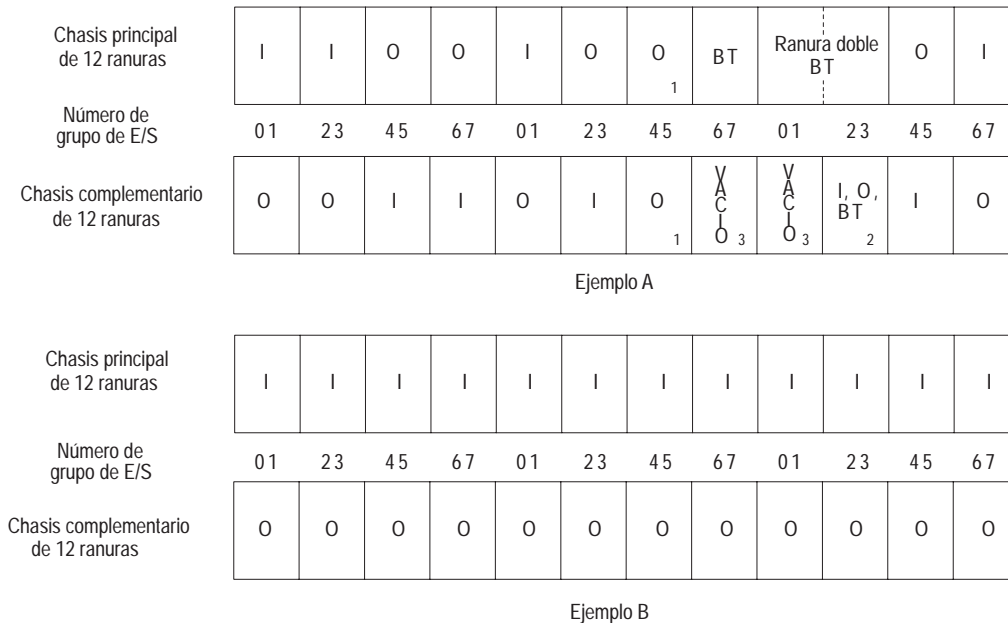 Chasis principal
de 12 ranuras
I I O O I O O 1 BT Ranura doble BT O I
Número de
grupo de E/S
01 23 45 67 01 23 45 67 01 23 45 67
Chasis complementario
de 12 ranuras
O O I I O I O 1 VACIO 3 VACIO 3 I, O, BT 2 I O
Ejemplo A
Chasis principal
de 12 ranuras
I I I I I I I I I I I I
Número de
grupo de E/S
01 23 45 67 01 23 45 67 01 23 45 67
Chasis complementario
de 12 ranuras
O O O O O O O O O O O O
Ejemplo B